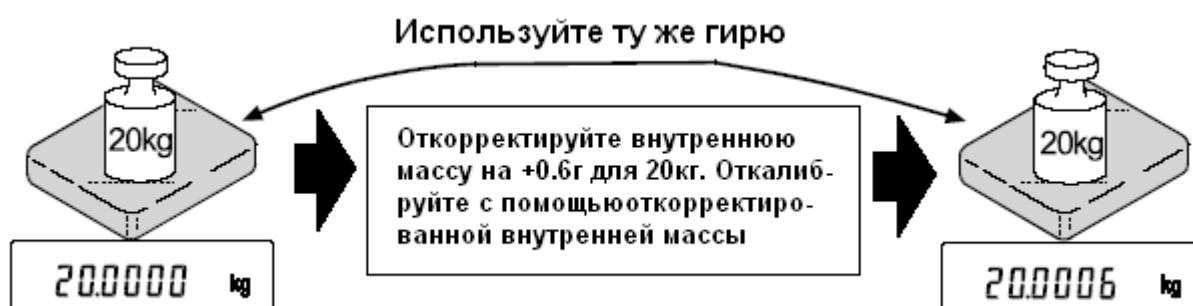 Используйте ту же гирю
20kg
Откорректируйте внутреннюю
массу на +0.6г для 20кг. Откалиб-
руйте с помощьюоткорректиро-
ванной внутренней массы
20kg
20.0000 kg
20.0006 kg